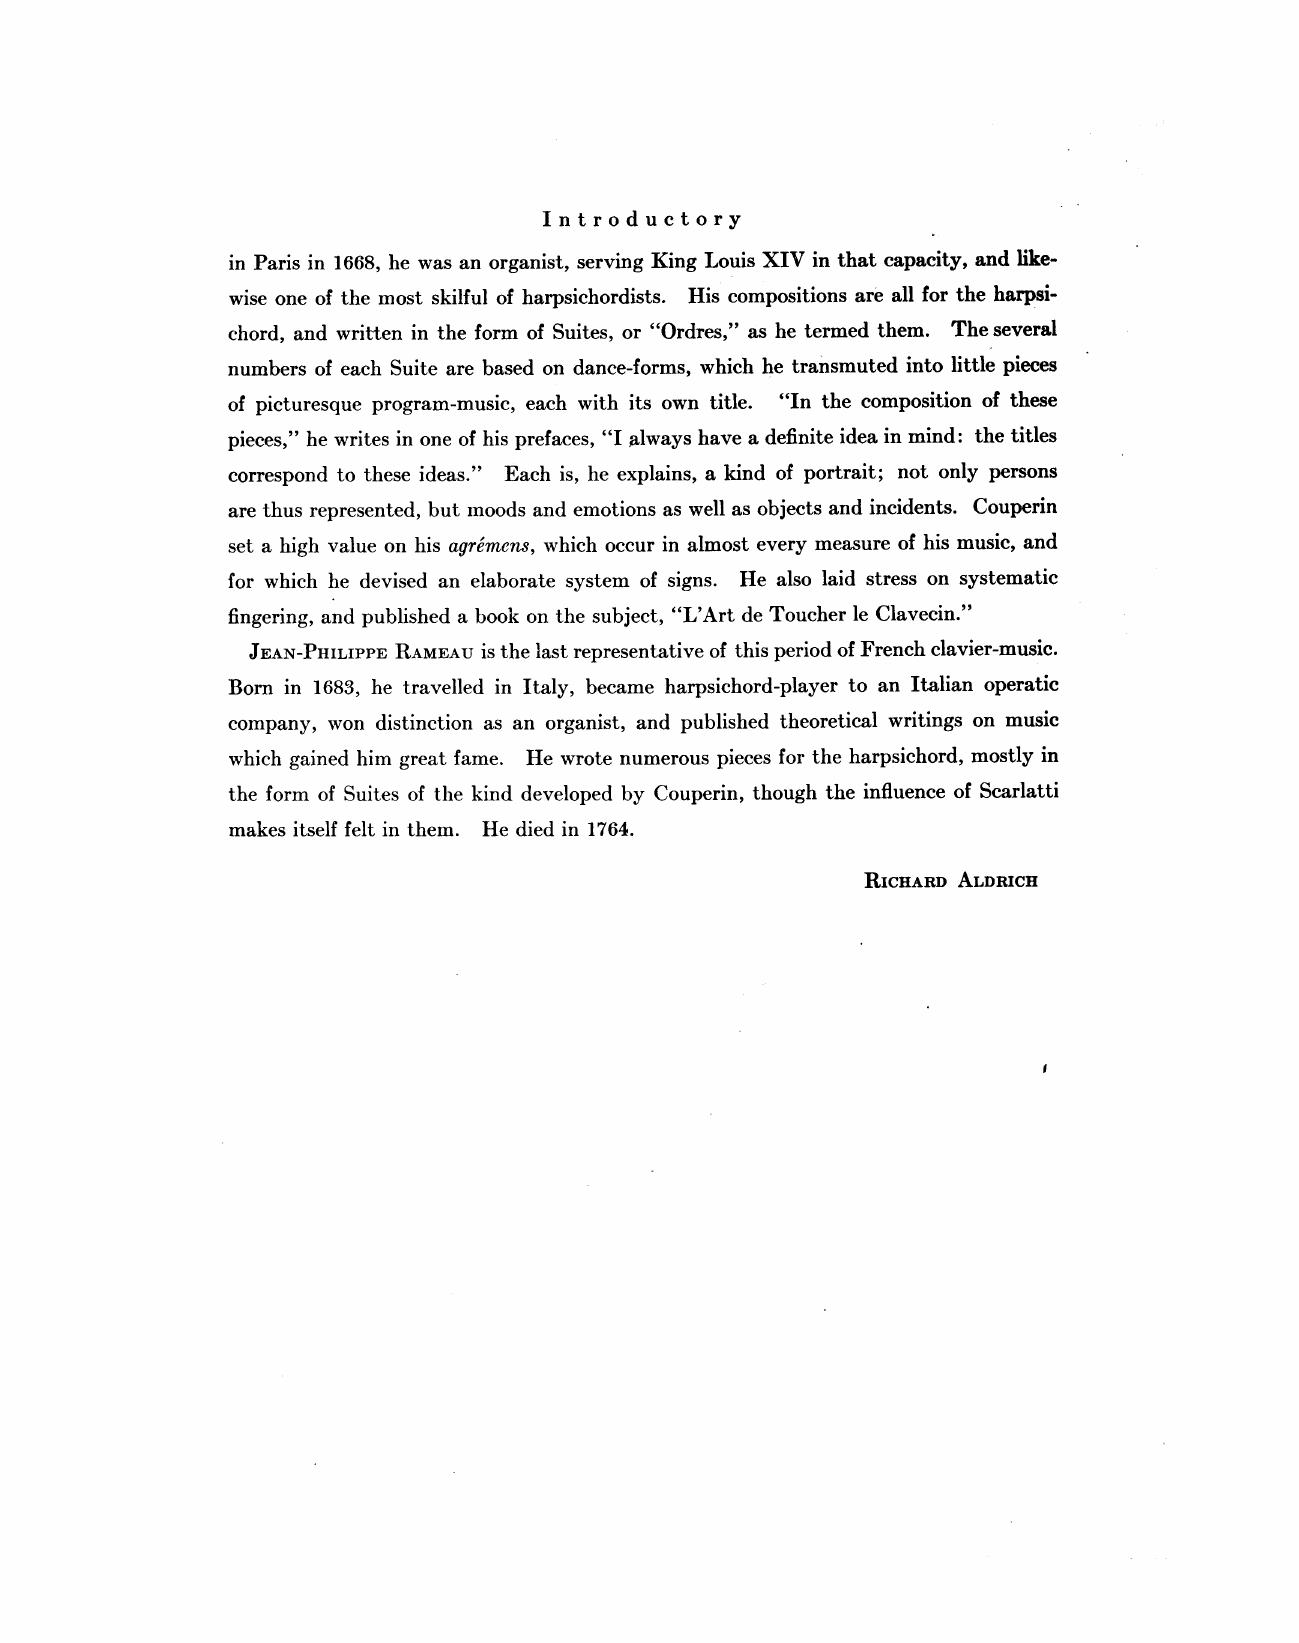 Introductory
in Paris in 1668, he was an organist, serving King Louis XIV in that capacity, and like-
wise one of the most skilful of harpsichordists. His compositions are all for the harpsi-
chord, and written in the form of Suites, or “Ordres,” as he termed them. The several
numbers of each Suite are based on dance-forms, which he transmuted into little pieces
of picturesque program-music, each with its own title. “In the composition of these
pieces,” he writes in one of his prefaces, “I always have a definite idea in mind: the titles
correspond to these ideas.” Each is, he explains, a kind of portrait; not only persons
are thus represented, but moods and emotions as well as objects and incidents. Couperin
set a high value on his agrémens, which occur in almost every measure of his music, and
for which he devised an elaborate system of signs. He also laid stress on systematic
fingering, and published a book on the subject, “L’Art de Toucher le Clavecin.”
JEAN-PHILIPPE RAMEAU is the last representative of this period of French clavier-music.
Born in 1683, he travelled in Italy, became harpsichord-player to an Italian operatic
company, won distinction as an organist, and published theoretical writings on music
which gained him great fame. He wrote numerous pieces for the harpsichord, mostly in
the form of Suites of the kind developed by Couperin, though the influence of Scarlatti
makes itself felt in them. He died in 1764.
RICHARD ALDRICH